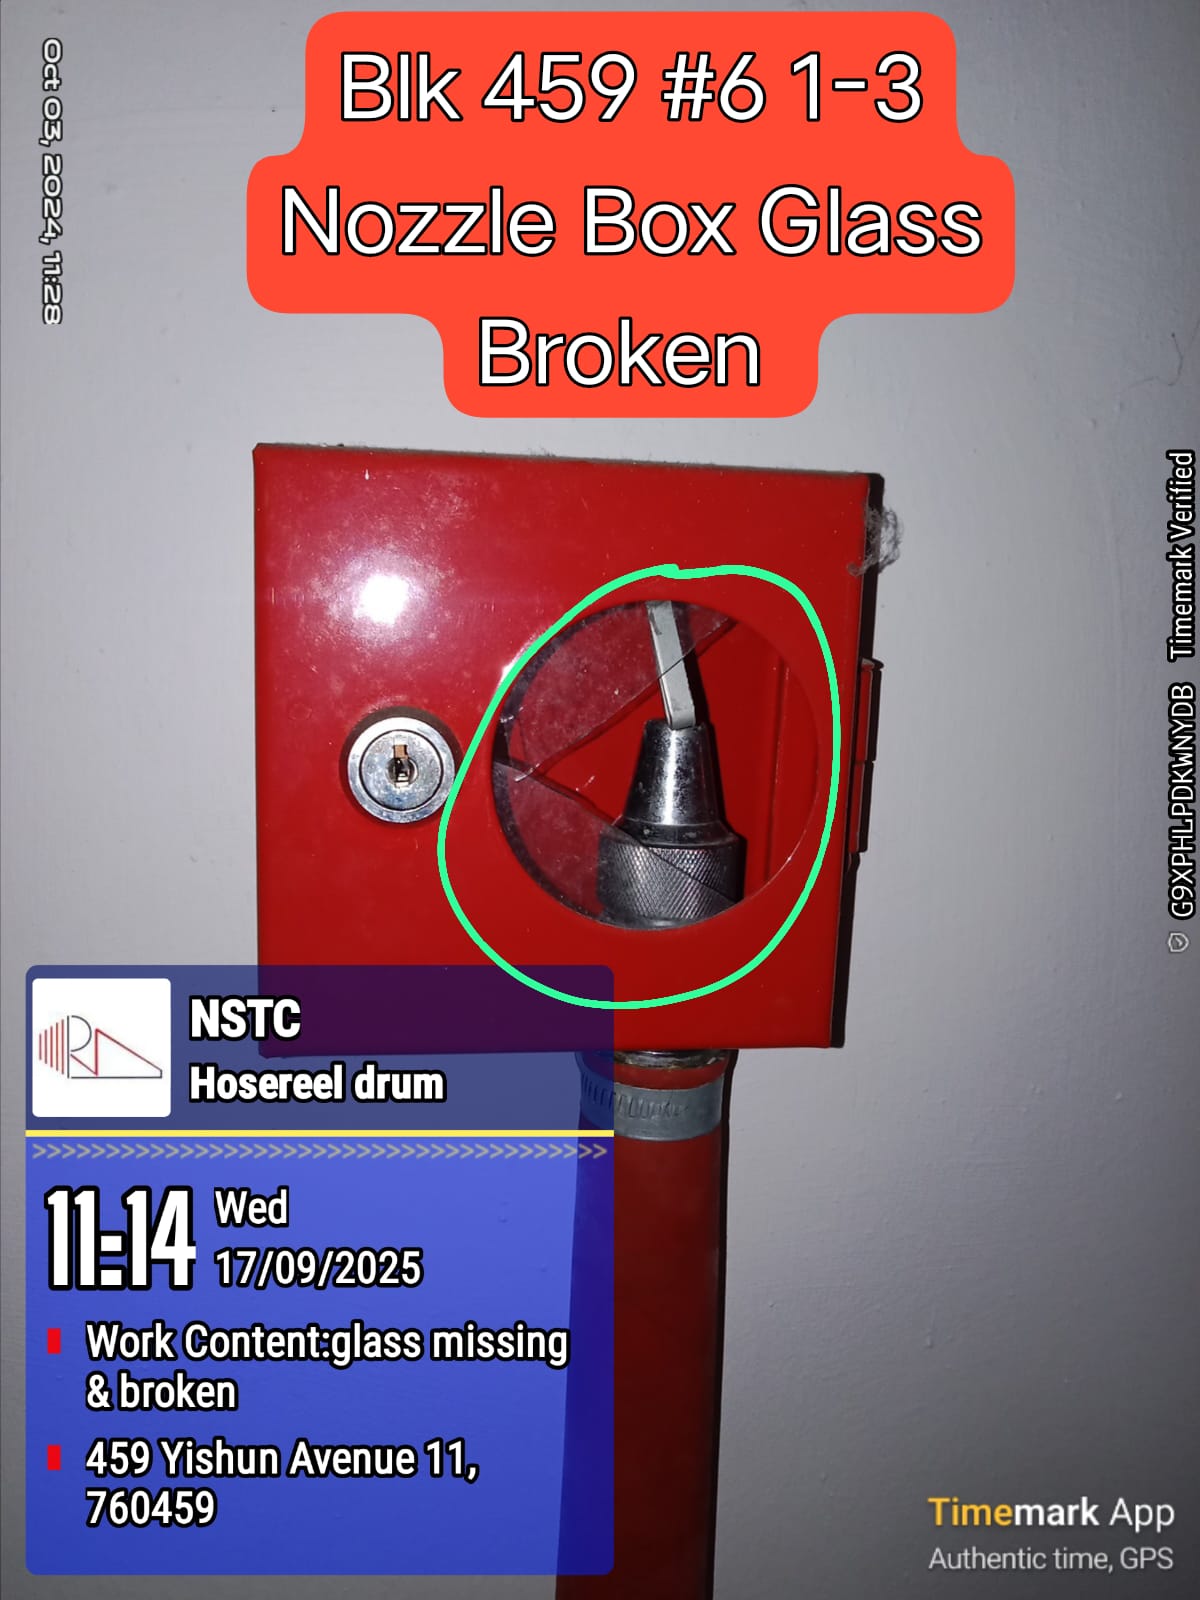 Blk 459 #6 1-3
Nozzle Box Glass
Broken
Oct 03, 2024, 11:28
G9XPHLPDKWNYDB Timemark Verified
NSTC
Hosereel drum
>>>>>>>>>>>>>>>>>>>>>>>>>>>>>>>>>>>>>>
11:14
Wed
17/09/2025
Work Content:glass missing
& broken
459 Yishun Avenue 11,
760459
Timemark App
Authentic time, GPS